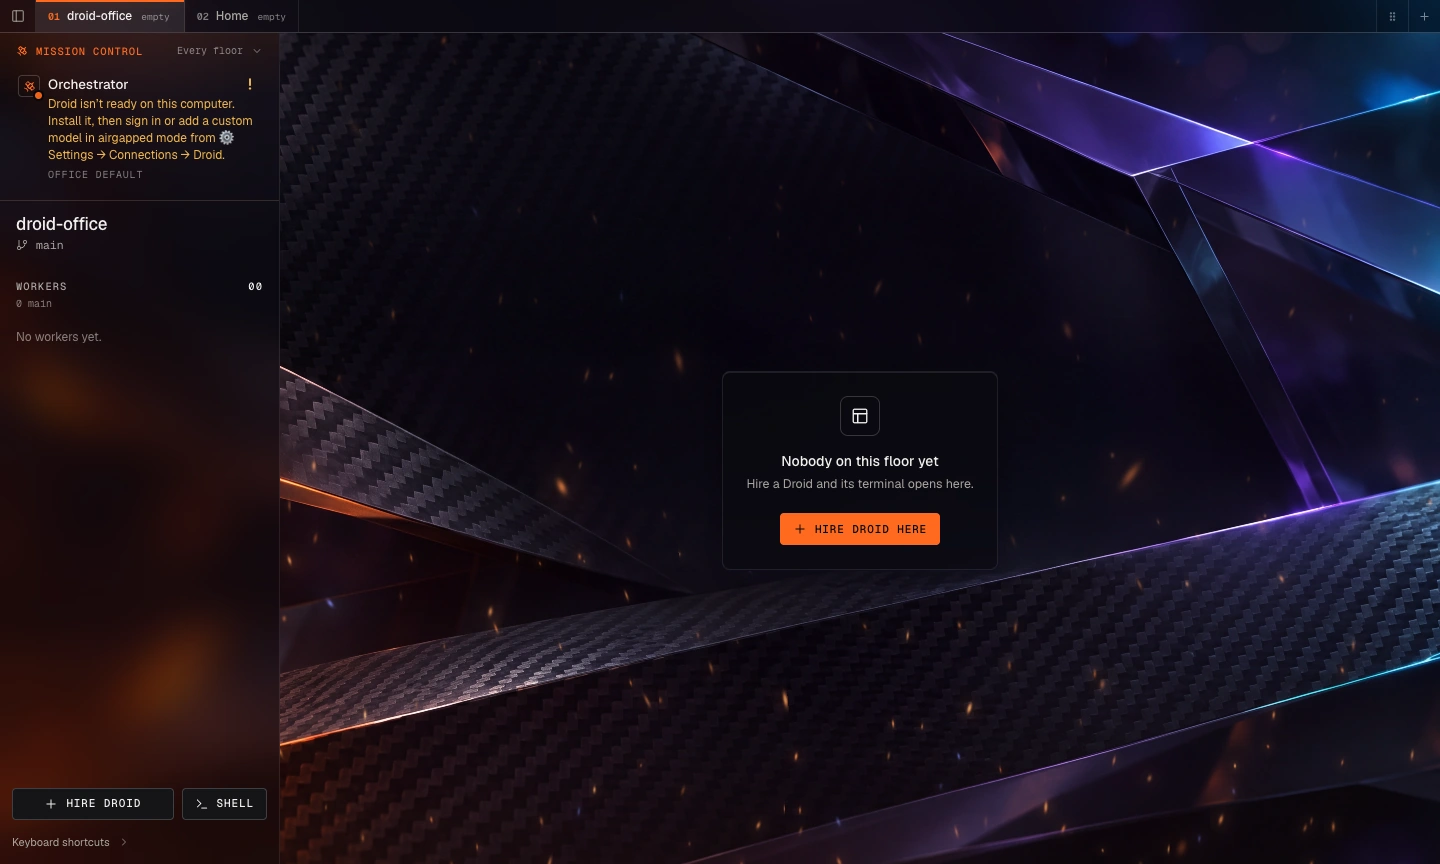 01 droid-office empty
02 Home empty
MISSION CONTROL
Every floor
Orchestrator !
Droid isn't ready on this computer.
Install it, then sign in or add a custom
model in airgapped mode from ⚙️
Settings → Connections → Droid.
OFFICE DEFAULT
droid-office
main
WORKERS 00
0 main
No workers yet.
Nobody on this floor yet
Hire a Droid and its terminal opens here.
+ HIRE DROID HERE
+ HIRE DROID
SHELL
Keyboard shortcuts